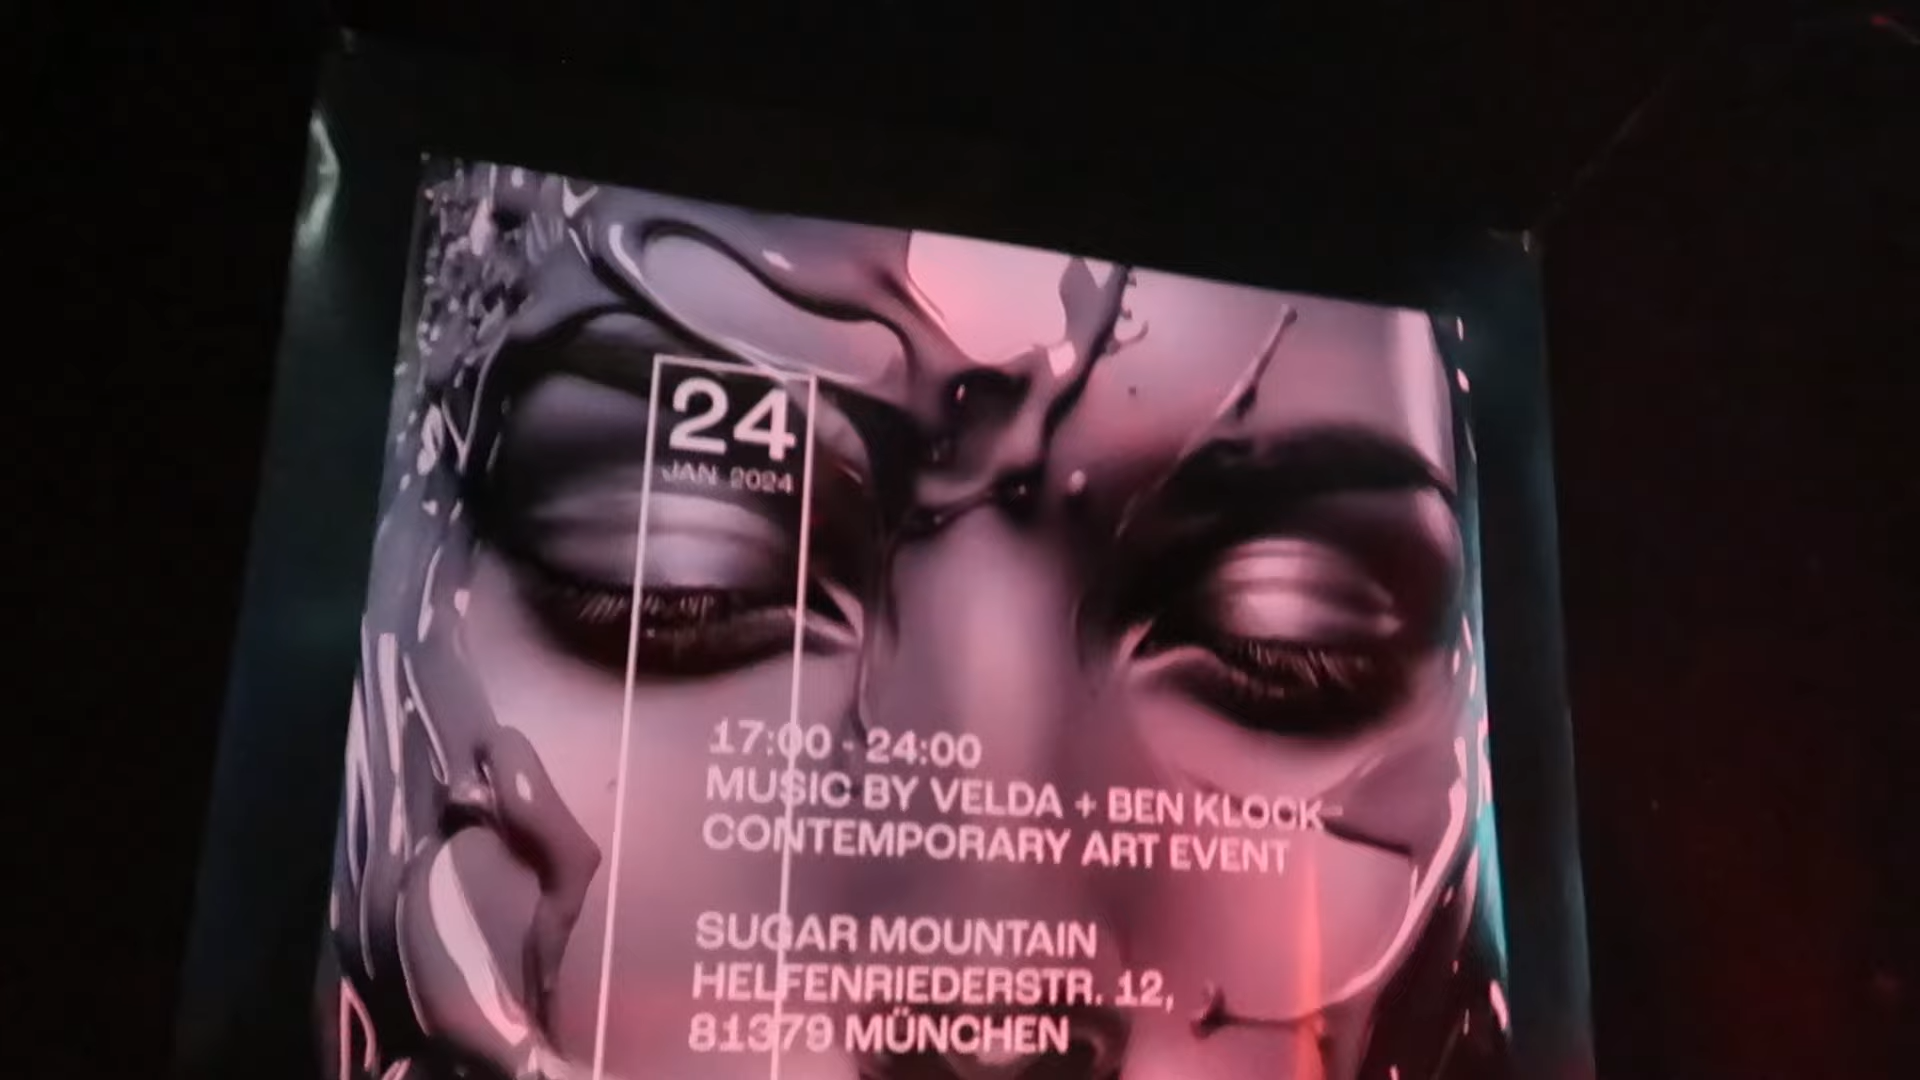 24
JAN 2024
17:00 - 24:00
MUSIC BY VELDA + BEN KLOCK
CONTEMPORARY ART EVENT
SUGAR MOUNTAIN
HELFENRIEDERSTR. 12,
81379 MÜNCHEN